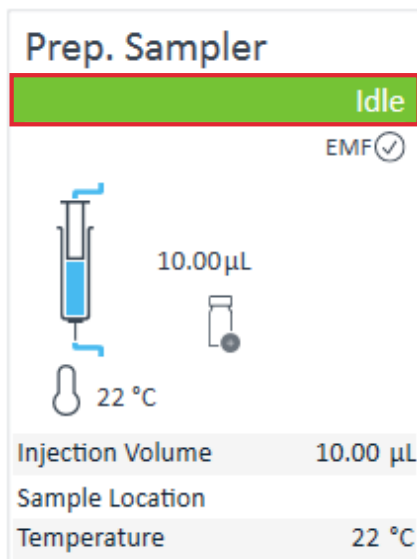 Prep. Sampler
Idle
EMF
10.00 µL
22 °C
Injection Volume 10.00 µL
Sample Location
Temperature 22 °C